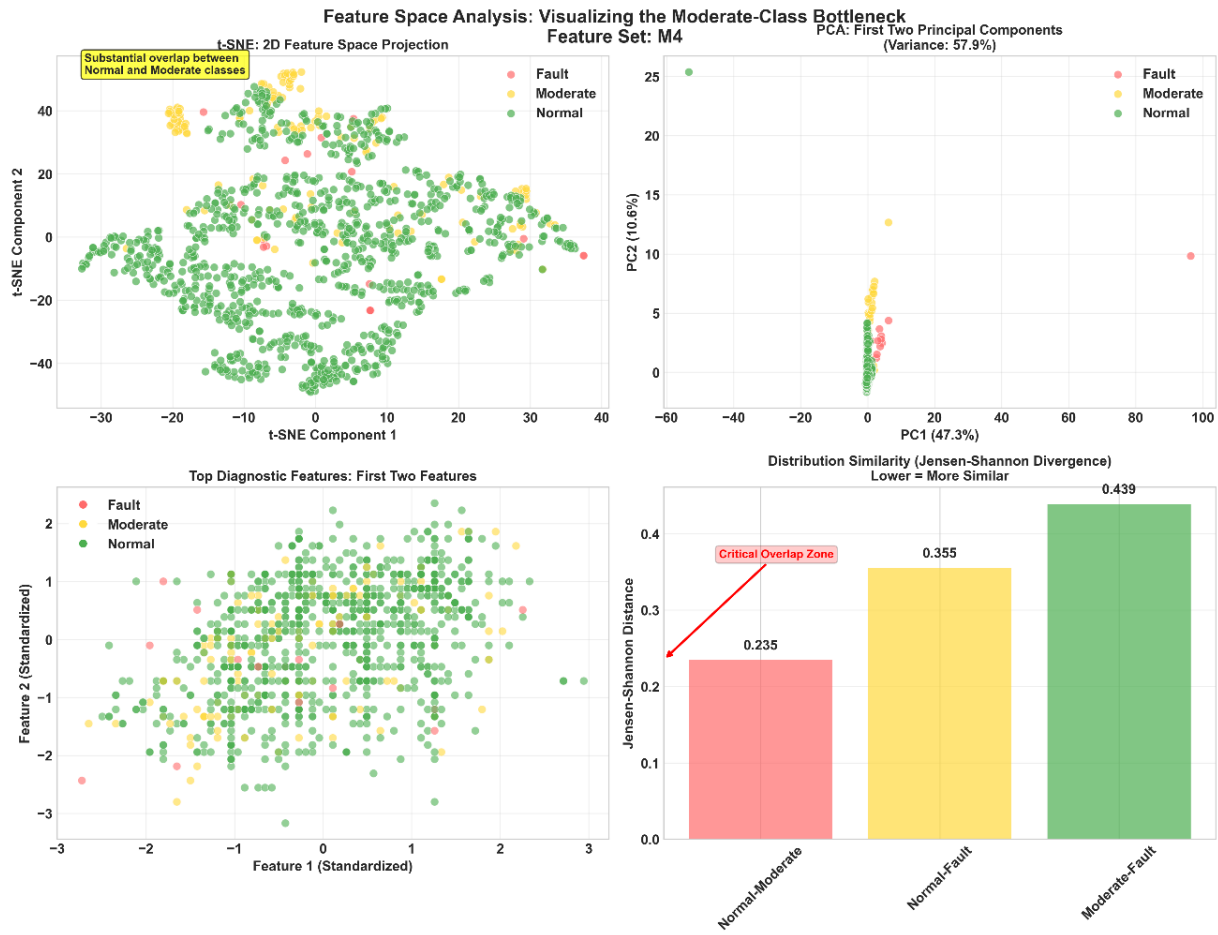 Feature Space Analysis: Visualizing the Moderate-Class Bottleneck
Feature Set: M4
t-SNE: 2D Feature Space Projection
Substantial overlap between
Normal and Moderate classes
Fault
Moderate
Normal
40
20
0
−20
−40
t-SNE Component 2
−30
−20
−10
0
10
20
30
40
t-SNE Component 1
PCA: First Two Principal Components
(Variance: 57.9%)
Fault
Moderate
Normal
25
20
15
10
5
0
PC2 (10.6%)
−60
−40
−20
0
20
40
60
80
100
PC1 (47.3%)
Top Diagnostic Features: First Two Features
Fault
Moderate
Normal
2
1
0
−1
−2
−3
Feature 2 (Standardized)
−3
−2
−1
0
1
2
3
Feature 1 (Standardized)
Distribution Similarity (Jensen-Shannon Divergence)
Lower = More Similar
0.439
0.355
0.235
Critical Overlap Zone
0.4
0.3
0.2
0.1
0.0
Jensen-Shannon Distance
Normal-Moderate
Normal-Fault
Moderate-Fault